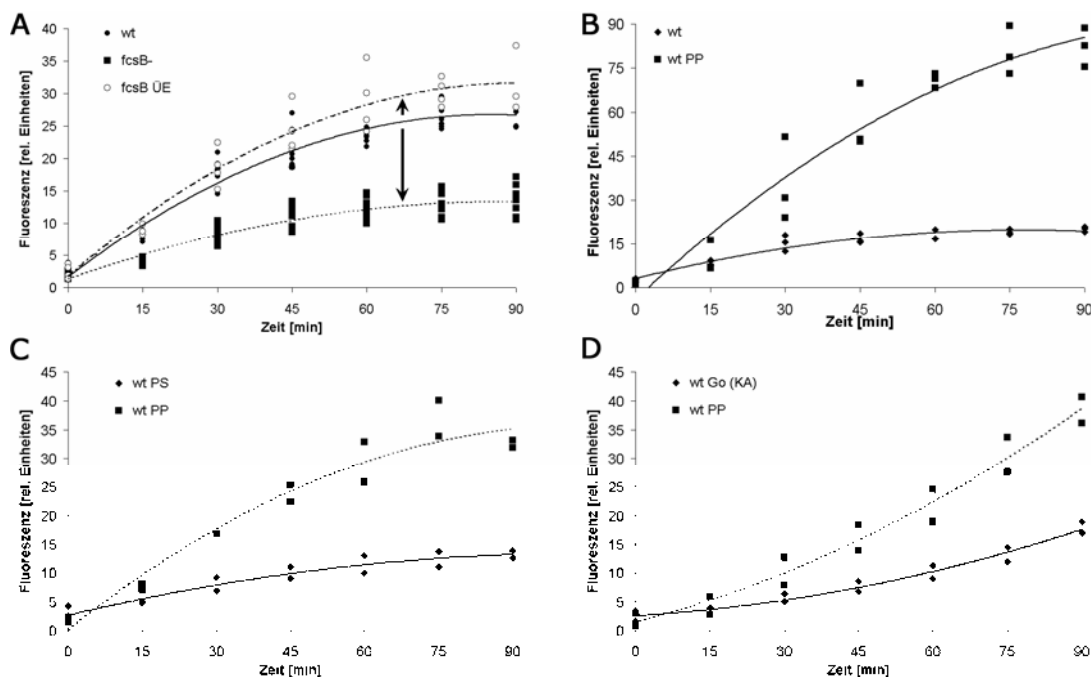 A
40
35
30
25
20
15
10
5
0
Fluoreszenz [rel. Einheiten]
wt
fcsB-
fcsB ÜE
0 15 30 45 60 75 90
Zeit [min]
B
105
90
75
60
45
30
15
0
Fluoreszenz [rel. Einheiten]
wt
wt PP
0 15 30 45 60 75 90
Zeit [min]
C
45
40
35
30
25
20
15
10
5
0
Fluoreszenz [rel. Einheiten]
wt PS
wt PP
0 15 30 45 60 75 90
Zeit [min]
D
45
40
35
30
25
20
15
10
5
0
Fluoreszenz [rel. Einheiten]
wt Go (KA)
wt PP
0 15 30 45 60 75 90
Zeit [min]